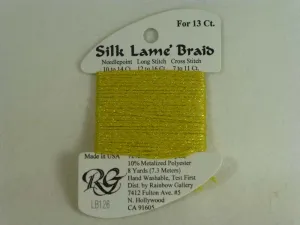 For 13 Ct.
Silk Lame' Braid
Needlepoint Long Stitch Cross Stitch
10 to 14 Ct. 12 to 16 Ct. 7 to 11 Ct.
Made in USA
10% Metalized Polyester
8 Yards (7.3 Meters)
Hand Washable, Test First
Dist. by Rainbow Gallery
7412 Fulton Ave. #5
N. Hollywood
CA 91605
RG
LB126